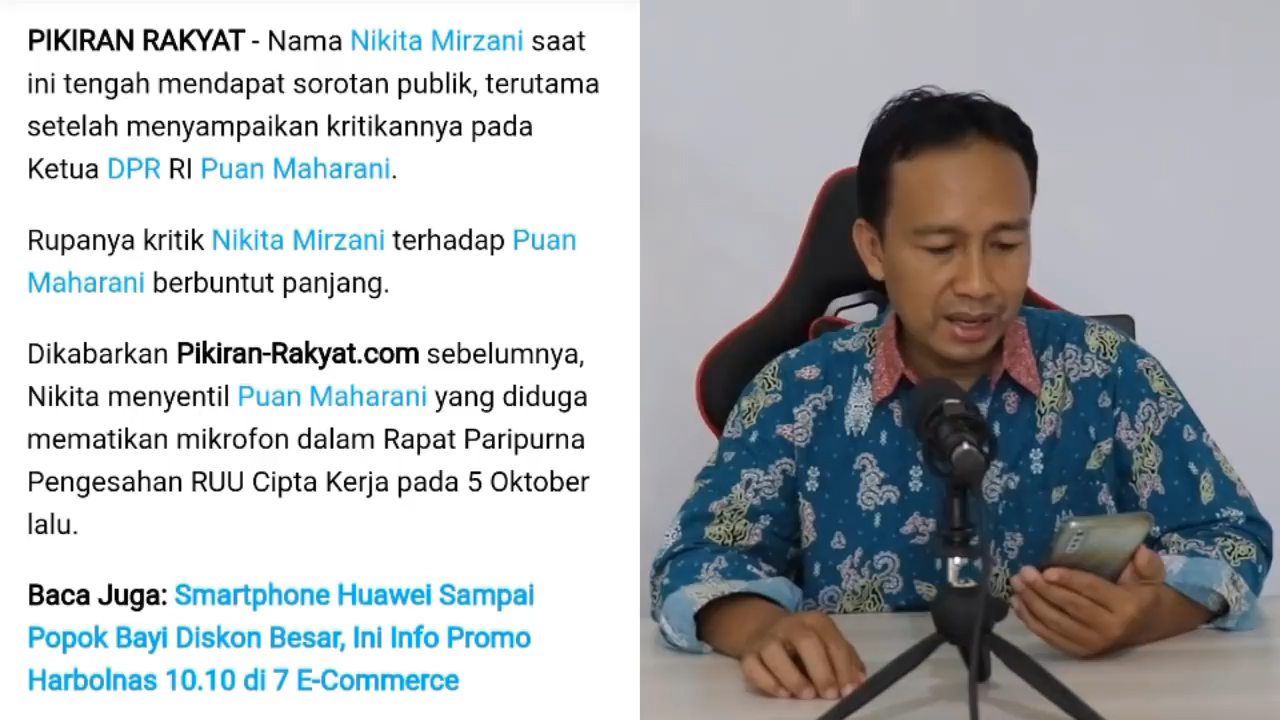 PIKIRAN RAKYAT - Nama Nikita Mirzani saat
ini tengah mendapat sorotan publik, terutama
setelah menyampaikan kritikannya pada
Ketua DPR RI Puan Maharani.
Rupanya kritik Nikita Mirzani terhadap Puan
Maharani berbuntut panjang.
Dikabarkan Pikiran-Rakyat.com sebelumnya,
Nikita menyentil Puan Maharani yang diduga
mematikan mikrofon dalam Rapat Paripurna
Pengesahan RUU Cipta Kerja pada 5 Oktober
lalu.
Baca Juga: Smartphone Huawei Sampai
Popok Bayi Diskon Besar, Ini Info Promo
Harbolnas 10.10 di 7 E-Commerce